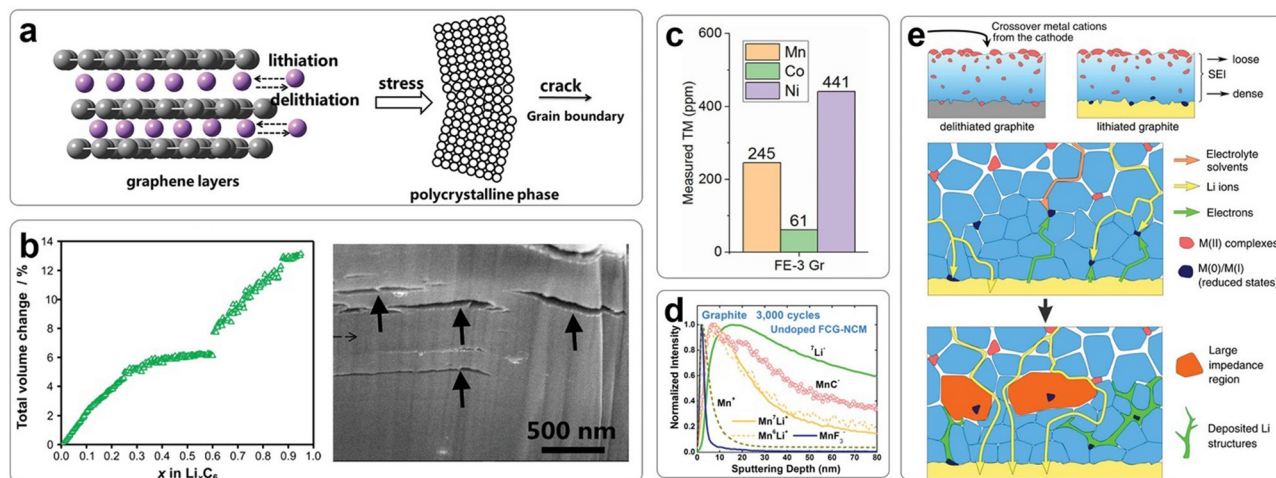 a
lithiation
delithiation
graphene layers
stress
polycrystalline phase
crack
Grain boundary
b
Total volume change / %
14
12
10
8
6
4
2
0
0.0 0.1 0.2 0.3 0.4 0.5 0.6 0.7 0.8 0.9 1.0
x in LixC6
500 nm
c
Measured TM (ppm)
600
400
200
0
Mn
Co
Ni
245
61
441
FE-3 Gr
d
Normalized Intensity
1.0
0.8
0.6
0.4
0.2
0.0
Graphite 3,000 cycles
Undoped FCG-NCM
⁷Li⁻
MnC⁻
Mn⁺
Mn⁷Li⁺
Mn⁶Li⁺
MnF₃
0 10 20 30 40 50 60 70 80
Sputtering Depth (nm)
e
Crossover metal cations
from the cathode
loose
SEI
dense
delithiated graphite
lithiated graphite
Electrolyte
solvents
Li ions
Electrons
M(II) complexes
M(0)/M(I)
(reduced states)
Large
impedance
region
Deposited Li
structures